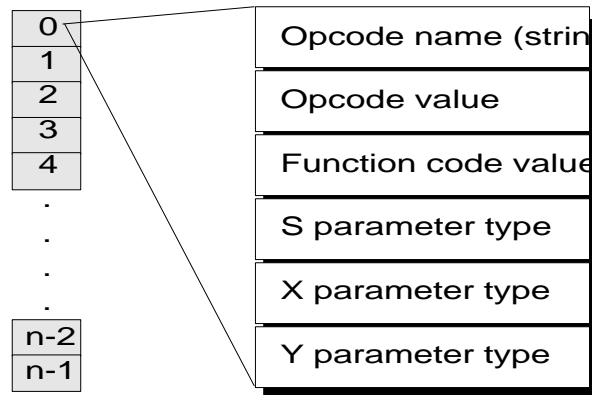 0
1
2
3
4
.
.
.
.
n-2
n-1
Opcode name (strin
Opcode value
Function code value
S parameter type
X parameter type
Y parameter type